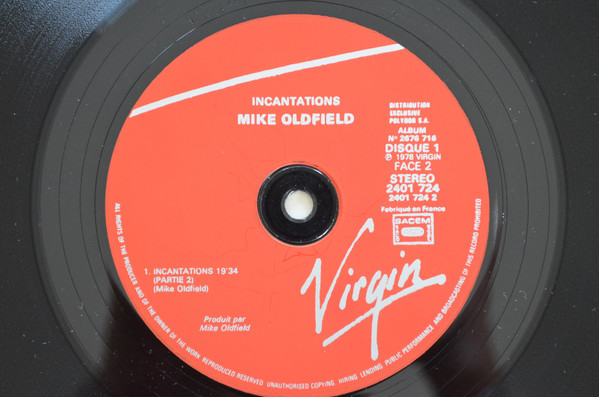 INCANTATIONS
MIKE OLDFIELD
DISTRIBUTION
EXCLUSIVE
POLYDOR S.A.
ALBUM
N° 2676 716
DISQUE 1
℗ 1978 VIRGIN
FACE 2
STEREO
2401 724
2401 724 2
Fabriqué en France
SACEM
1. INCANTATIONS 19'34
(PARTIE 2)
(Mike Oldfield)
Produit par
Mike Oldfield
Virgin
ALL RIGHTS OF THE PRODUCER AND OF THE OWNER OF THE WORK REPRODUCED RESERVED UNAUTHORISED COPYING HIRING LENDING PUBLIC PERFORMANCE AND BROADCASTING OF THIS RECORD PROHIBITED